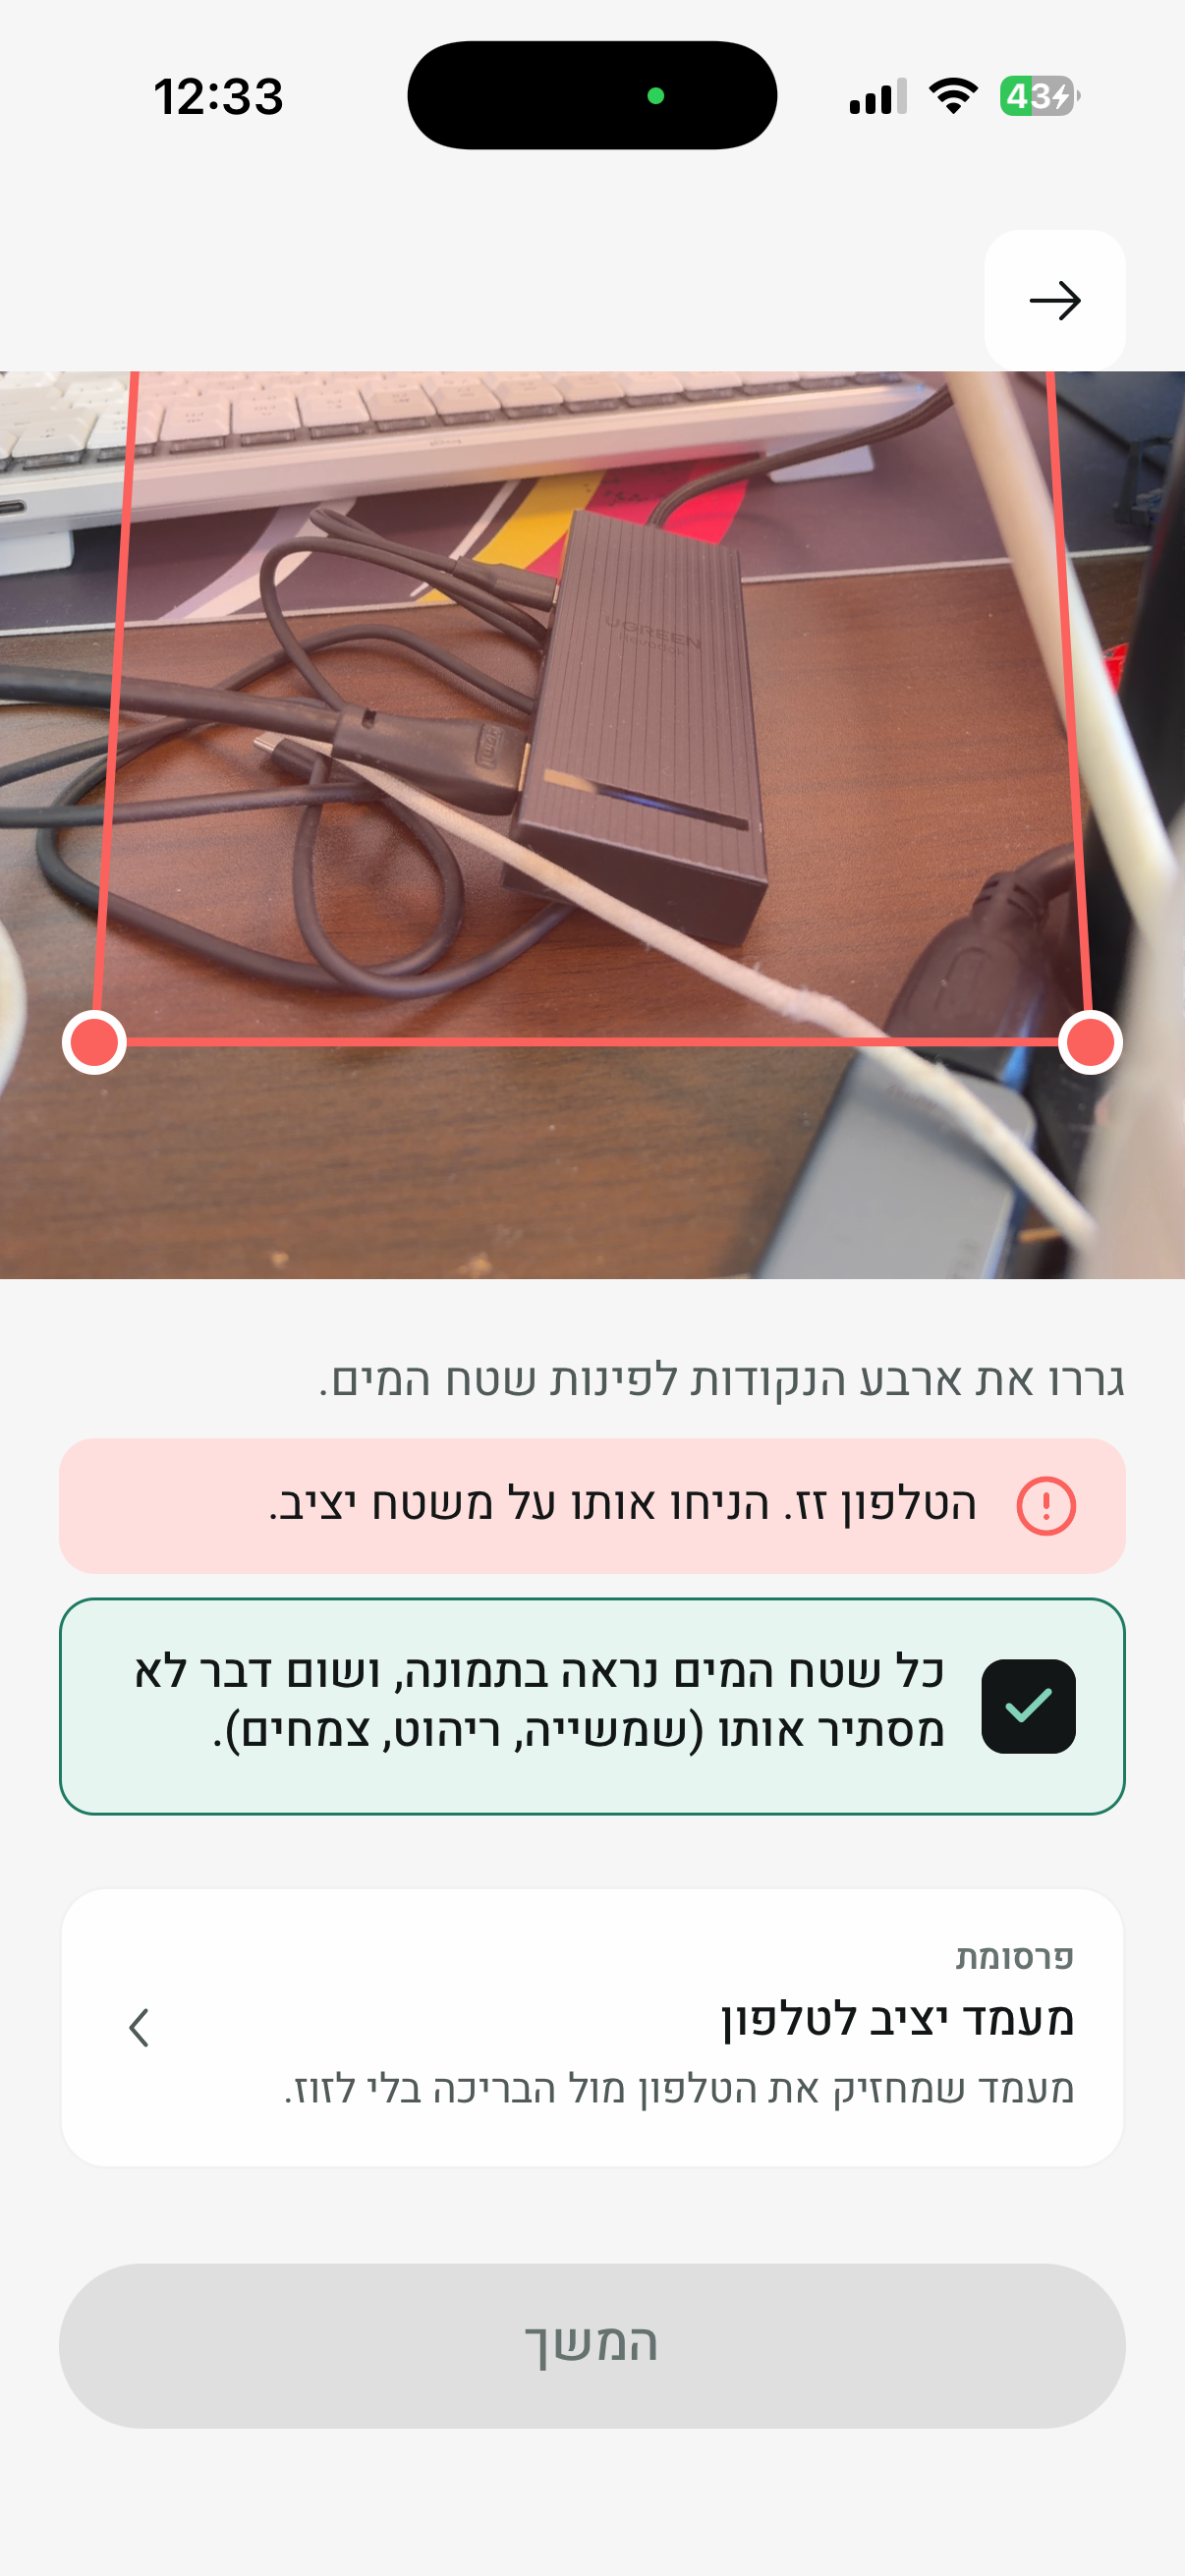 12:33
43
UGREEN
HDMI
גררו את ארבע הנקודות לפינות שטח המים.
הטלפון זז. הניחו אותו על משטח יציב.
כל שטח המים נראה בתמונה, ושום דבר לא
מסתיר אותו (שמשייה, ריהוט, צמחים).
פרסומת
מעמד יציב לטלפון
מעמד שמחזיק את הטלפון מול הבריכה בלי לזוז.
המשך